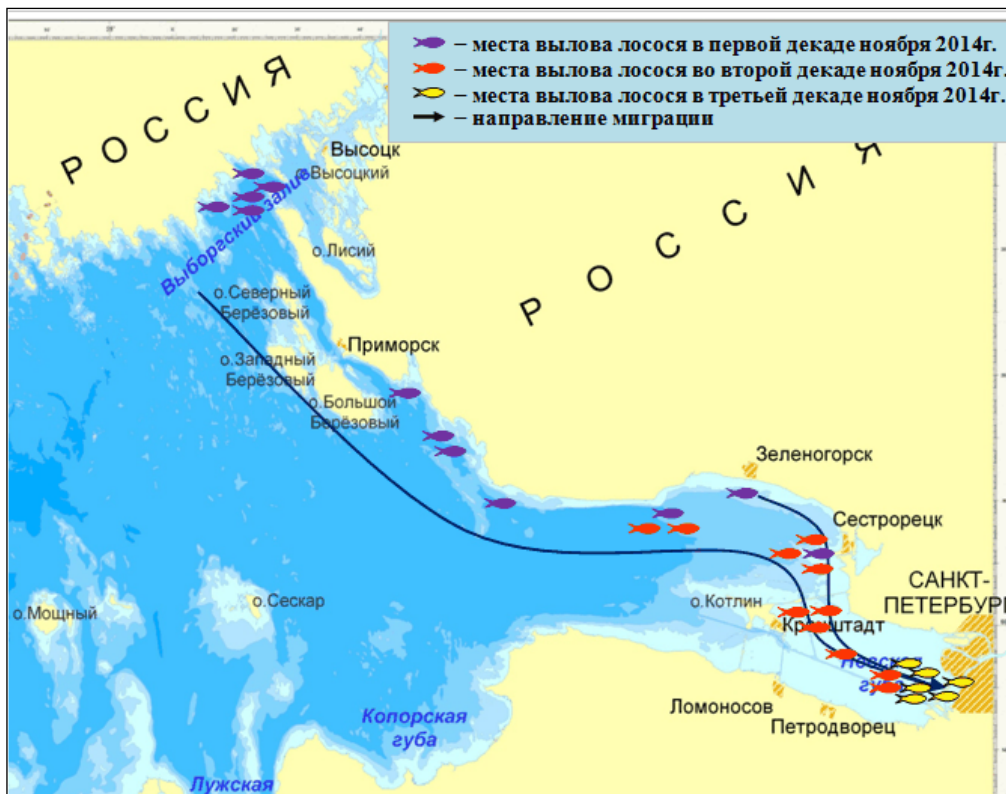 – места вылова лосося в первой декаде ноября 2014г.
– места вылова лосося во второй декаде ноября 2014г.
– места вылова лосося в третьей декаде ноября 2014г.
– направление миграции
РОССИЯ
РОССИЯ
Высоцк
о.Высоцкий
Выборгский залив
о.Лисий
о.Северный
Берёзовый
Приморск
о.Западный
Берёзовый
о.Большой
Берёзовый
Зеленогорск
Сестрорецк
САНКТ-
ПЕТЕРБУРГ
о.Мощный
о.Сескар
о.Котлин
Кронштадт
Невская
губа
Ломоносов
Петродворец
Копорская
губа
Лужская